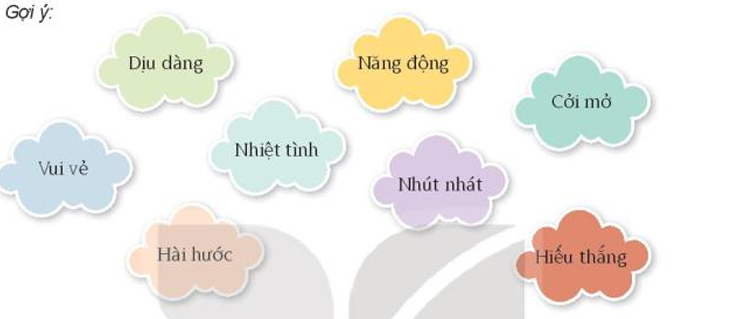 Gợi ý:
Dịu dàng
Năng động
Cởi mở
Nhiệt tình
Vui vẻ
Nhút nhát
Hài hước
Hiếu thắng